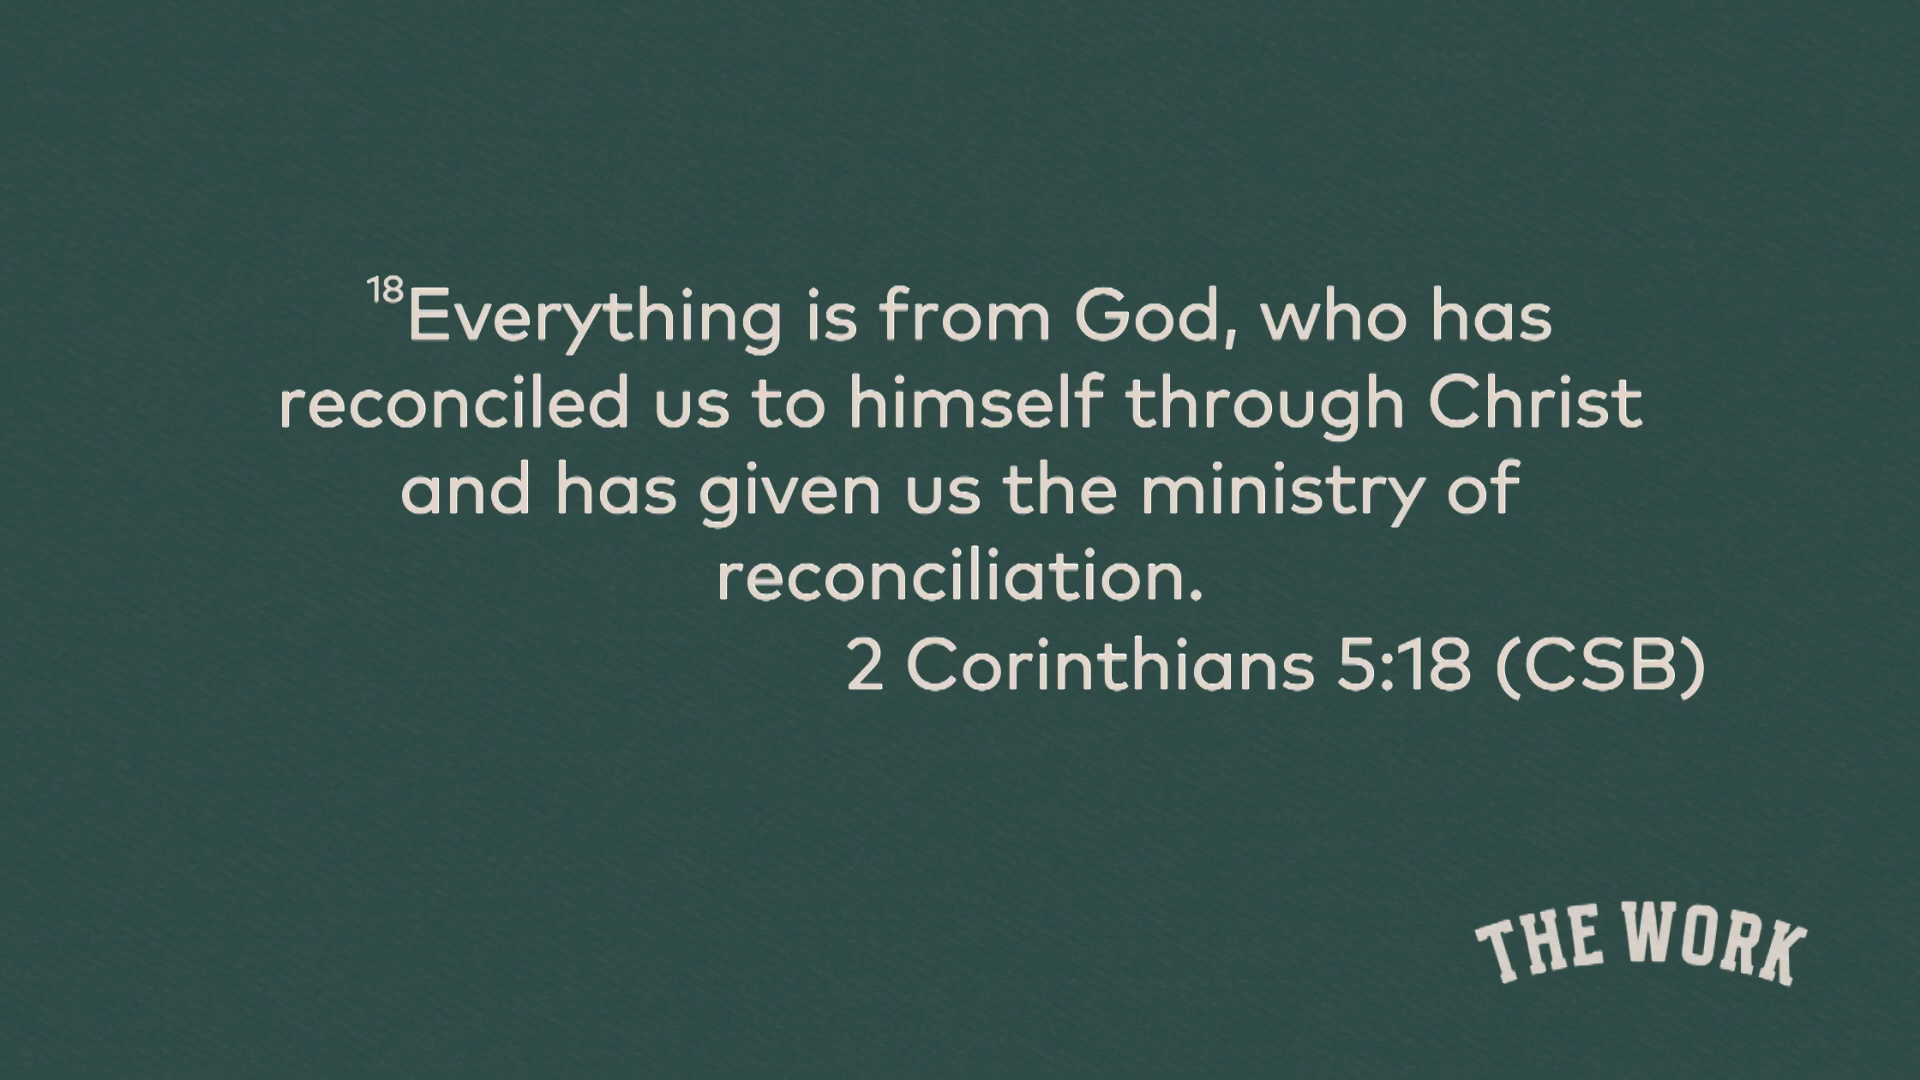 18Everything is from God, who has
reconciled us to himself through Christ
and has given us the ministry of
reconciliation.
2 Corinthians 5:18 (CSB)
THE WORK